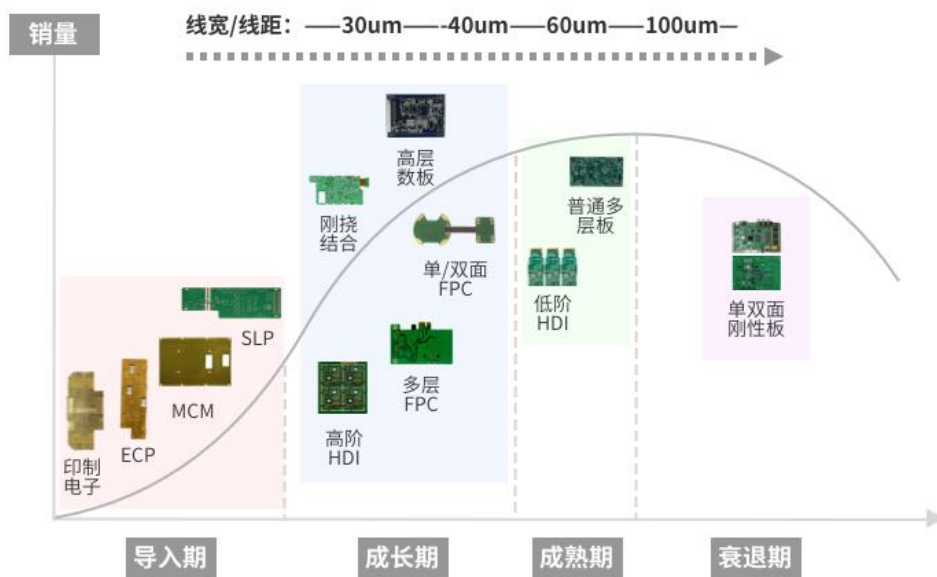 销量
线宽/线距：——30um——-40um——60um——100um—
高层
数板
刚挠
结合
单/双面
FPC
普通多
层板
低阶
HDI
单双面
刚性板
SLP
MCM
ECP
印制
电子
多层
FPC
高阶
HDI
导入期
成长期
成熟期
衰退期